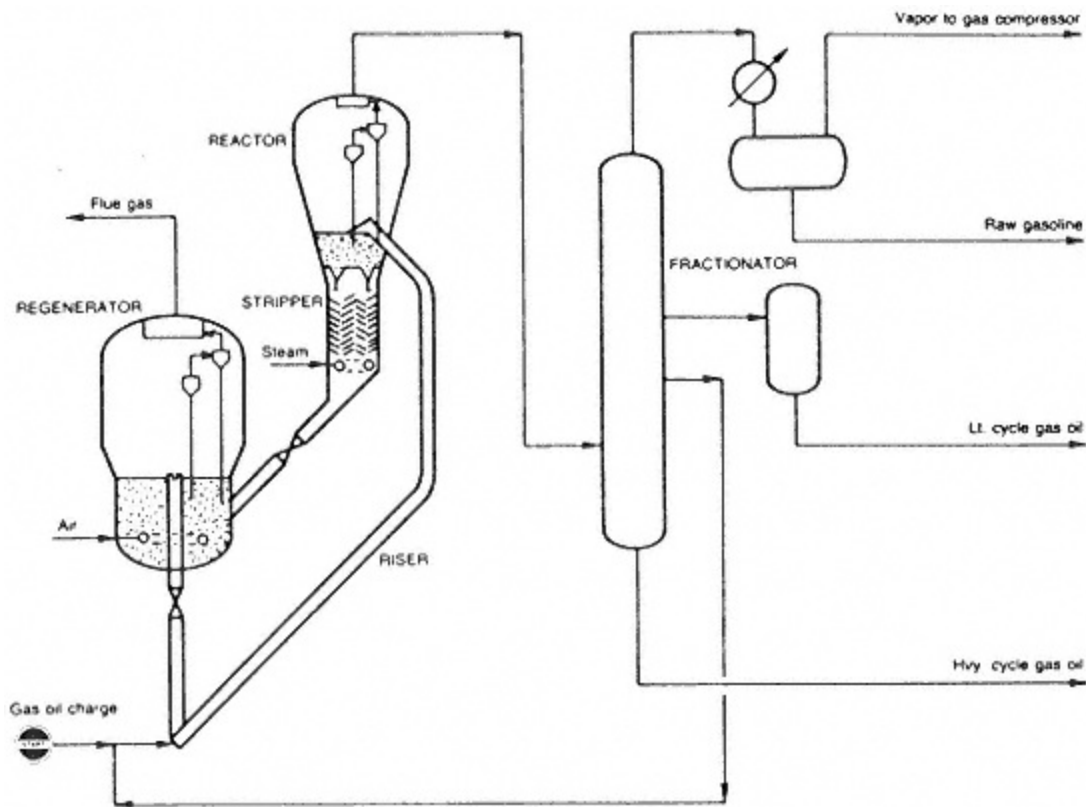 Vapor to gas compressor
REACTOR
Flue gas
Raw gasoline
FRACTIONATOR
REGENERATOR
STRIPPER
Steam
Lt. cycle gas oil
Air
RISER
Hvy. cycle gas oil
Gas oil charge
START